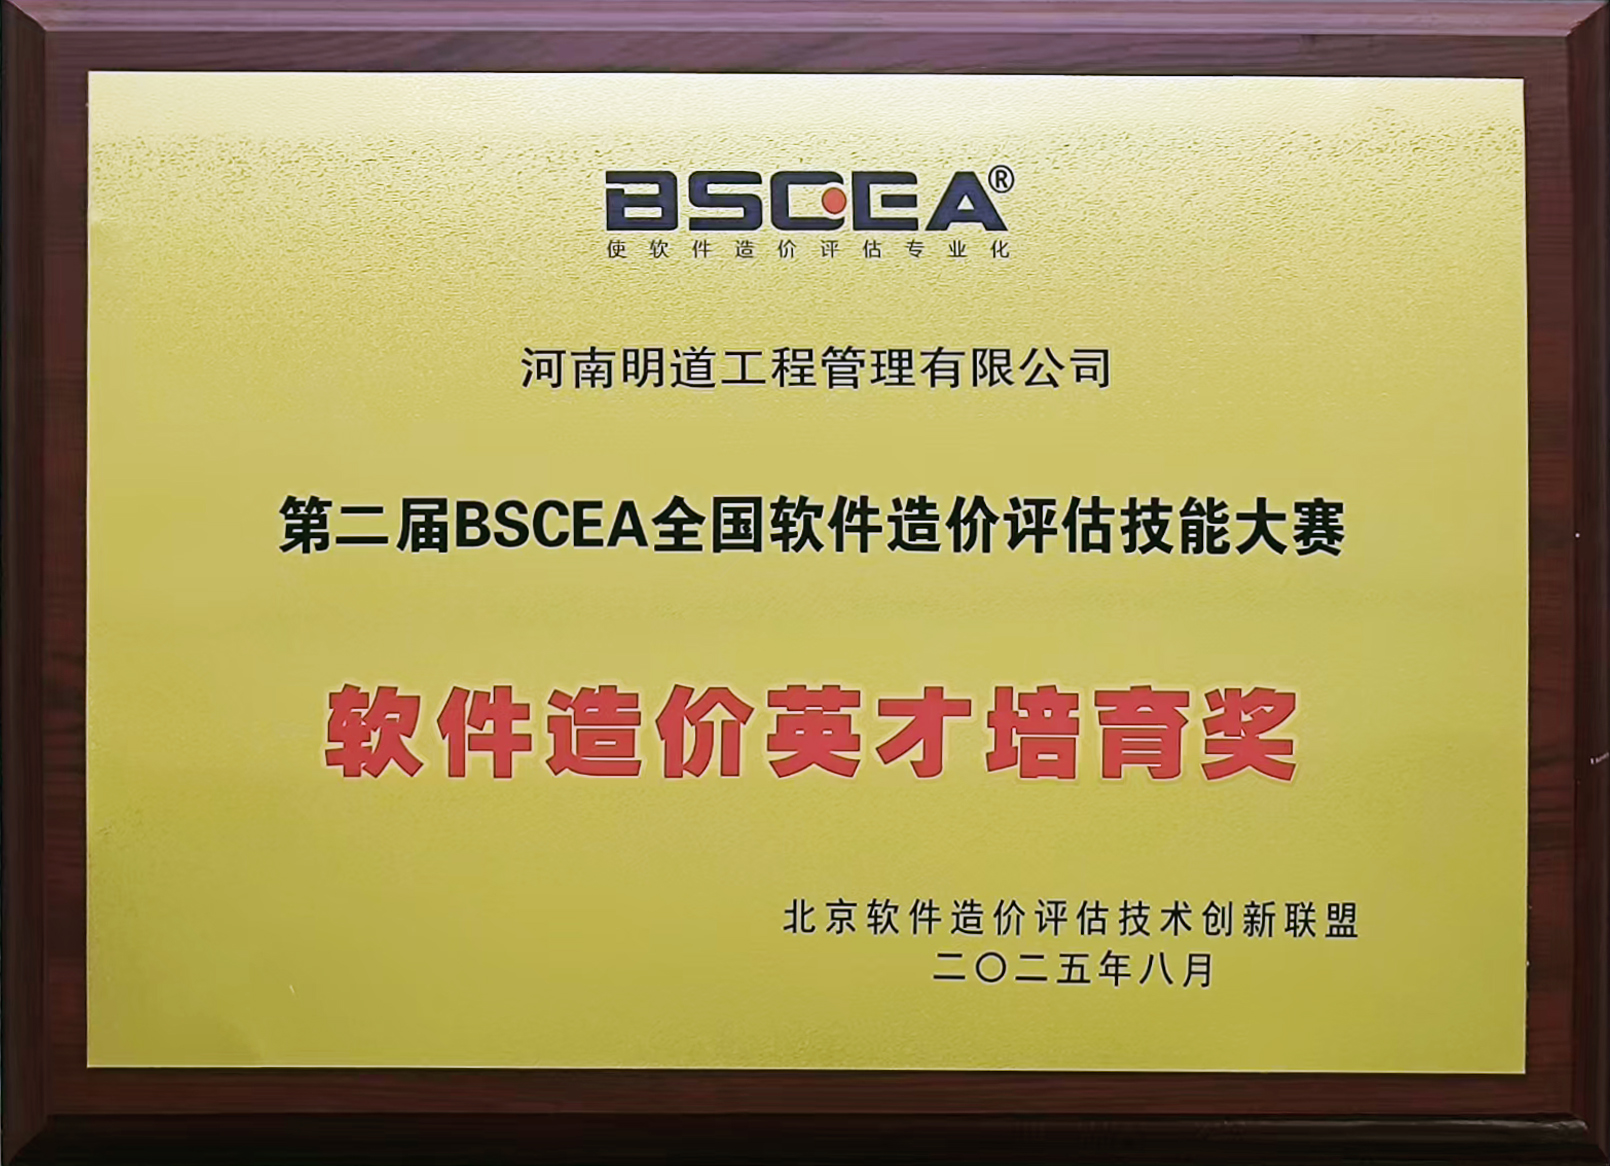 BSCEA®
使软件造价评估专业化
河南明道工程管理有限公司
第二届BSCEA全国软件造价评估技能大赛
软件造价英才培育奖
北京软件造价评估技术创新联盟
二〇二五年八月